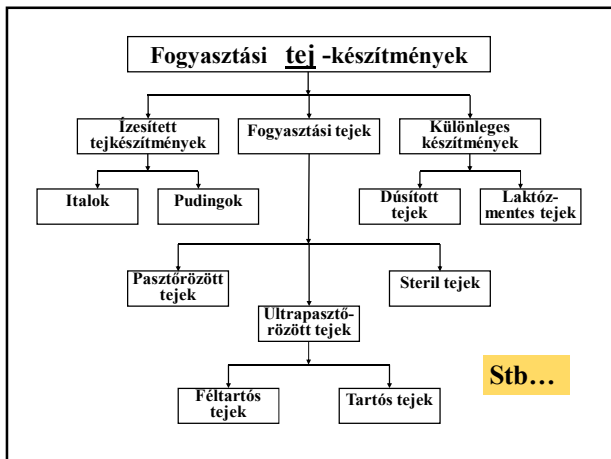 Fogyasztási tej -készítmények
Ízesített
tejkészítmények
Fogyasztási tejek
Különleges
készítmények
Italok
Pudingok
Dúsított
tejek
Laktóz-
mentes tejek
Pasztőrözött
tejek
Steril tejek
Ultrapasztő-
rözött tejek
Féltartós
tejek
Tartós tejek
Stb…